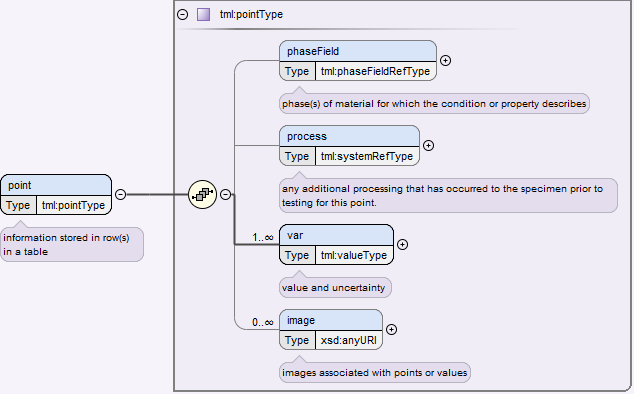 tml:pointType
phaseField
Type tml:phaseFieldRefType
phase(s) of material for which the condition or property describes
process
Type tml:systemRefType
any additional processing that has occurred to the specimen prior to
testing for this point.
point
Type tml:pointType
information stored in row(s)
in a table
1..∞
var
Type tml:valueType
value and uncertainty
0..∞
image
Type xsd:anyURI
images associated with points or values